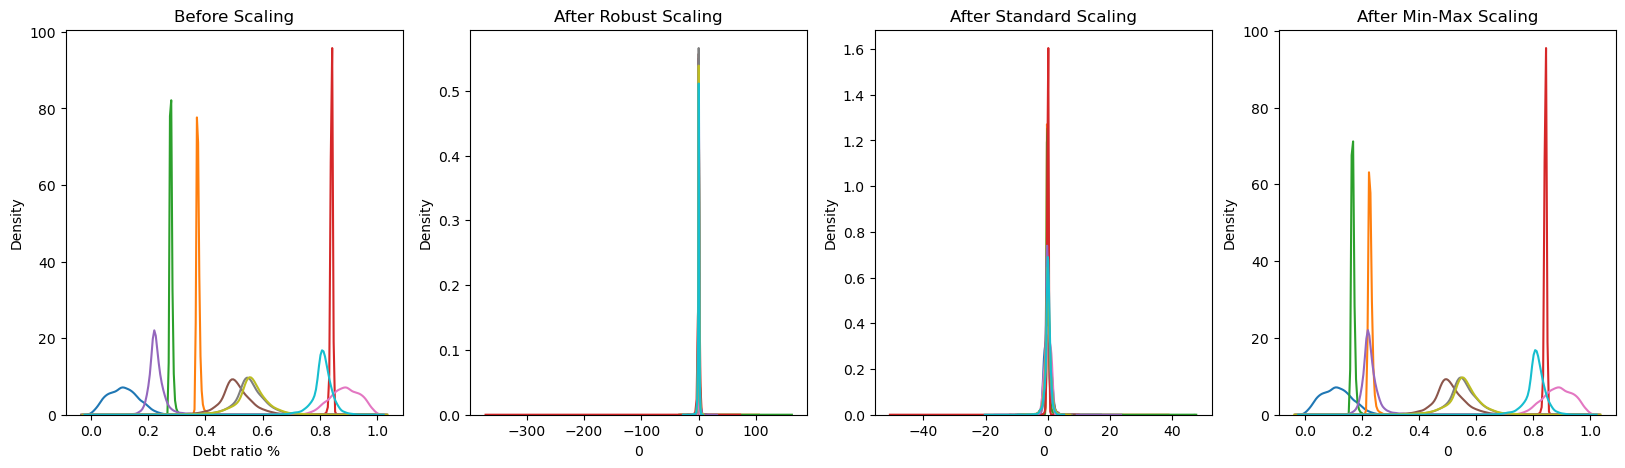 Before Scaling
Density
100
80
60
40
20
0
0.0 0.2 0.4 0.6 0.8 1.0
Debt ratio %
After Robust Scaling
Density
0.5
0.4
0.3
0.2
0.1
0.0
−300 −200 −100 0 100
0
After Standard Scaling
Density
1.6
1.4
1.2
1.0
0.8
0.6
0.4
0.2
0.0
−40 −20 0 20 40
0
After Min-Max Scaling
Density
100
80
60
40
20
0
0.0 0.2 0.4 0.6 0.8 1.0
0